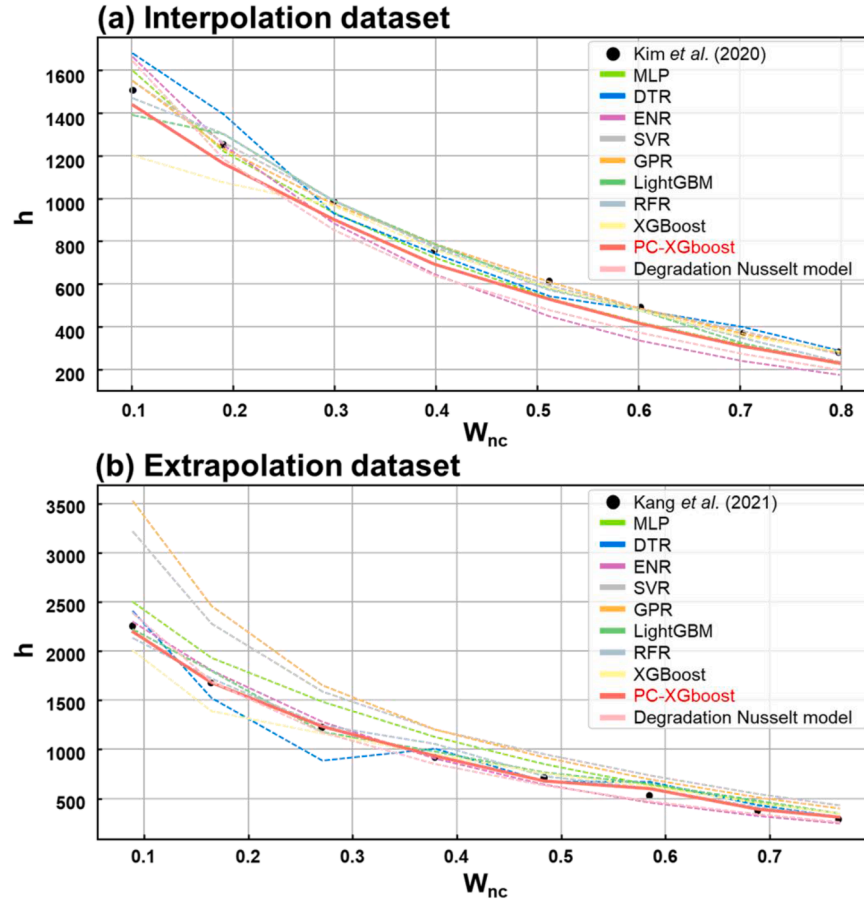 (a) Interpolation dataset
1600
1400
1200
1000
800
600
400
200
h
0.1 0.2 0.3 0.4 0.5 0.6 0.7 0.8
W_nc
Kim et al. (2020)
MLP
DTR
ENR
SVR
GPR
LightGBM
RFR
XGBoost
PC-XGboost
Degradation Nusselt model
(b) Extrapolation dataset
3500
3000
2500
2000
1500
1000
500
h
0.1 0.2 0.3 0.4 0.5 0.6 0.7
W_nc
Kang et al. (2021)
MLP
DTR
ENR
SVR
GPR
LightGBM
RFR
XGBoost
PC-XGboost
Degradation Nusselt model